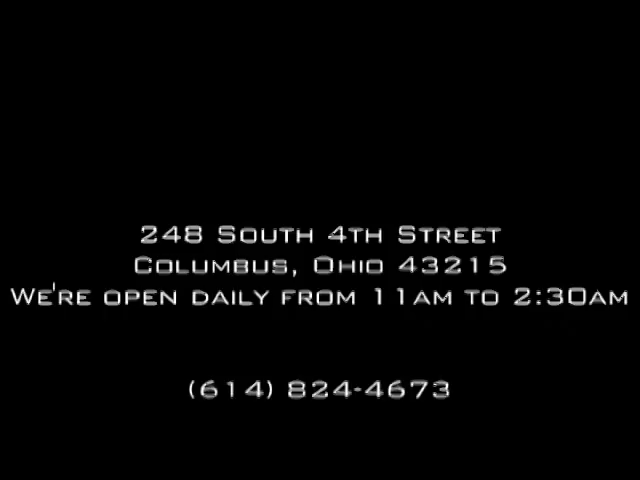 248 South 4th Street
Columbus, Ohio 43215
We're open daily from 11am to 2:30am
(614) 824-4673